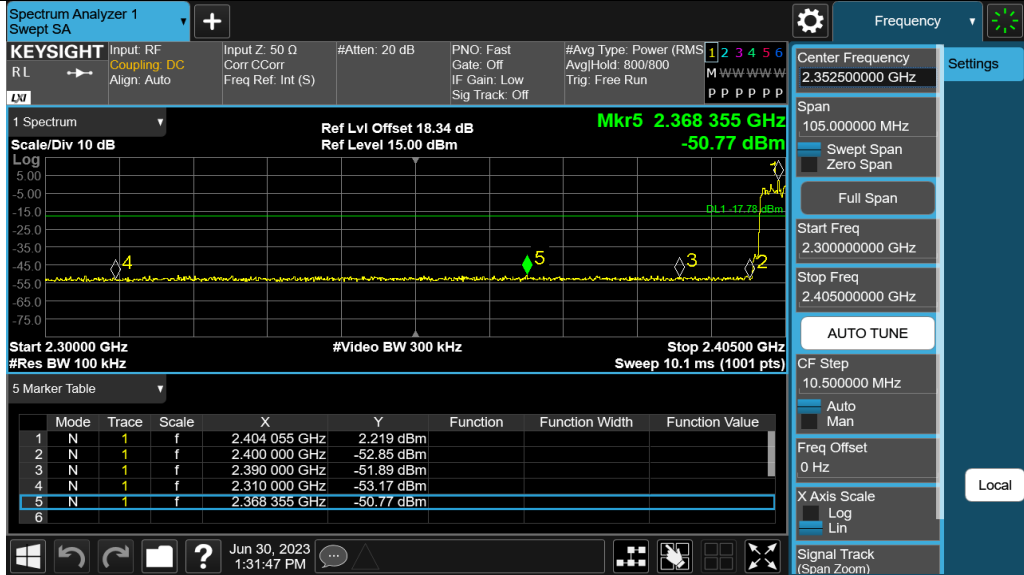 Spectrum Analyzer 1
Swept SA
+
Frequency
KEYSIGHT
R L
LXI
Input: RF
Coupling: DC
Align: Auto
Input Z: 50 Ω
Corr CCorr
Freq Ref: Int (S)
#Atten: 20 dB
PNO: Fast
Gate: Off
IF Gain: Low
Sig Track: Off
#Avg Type: Power (RMS
Avg|Hold: 800/800
Trig: Free Run
1 2 3 4 5 6
M W W W W W
P P P P P P
1 Spectrum
Scale/Div 10 dB
Ref Lvl Offset 18.34 dB
Ref Level 15.00 dBm
Mkr5 2.368 355 GHz
-50.77 dBm
Log
5.00
-5.00
-15.0
-25.0
-35.0
-45.0
-55.0
-65.0
-75.0
1
DL1 -17.78 dBm
4
5
3
2
Start 2.30000 GHz
#Video BW 300 kHz
Stop 2.40500 GHz
#Res BW 100 kHz
Sweep 10.1 ms (1001 pts)
5 Marker Table
Mode Trace Scale X Y Function Function Width Function Value
1 N 1 f 2.404 055 GHz 2.219 dBm
2 N 1 f 2.400 000 GHz -52.85 dBm
3 N 1 f 2.390 000 GHz -51.89 dBm
4 N 1 f 2.310 000 GHz -53.17 dBm
5 N 1 f 2.368 355 GHz -50.77 dBm
6
?
Jun 30, 2023
1:31:47 PM
Center Frequency
2.352500000 GHz
Span
105.000000 MHz
Swept Span
Zero Span
Full Span
Start Freq
2.300000000 GHz
Stop Freq
2.405000000 GHz
AUTO TUNE
CF Step
10.500000 MHz
Auto
Man
Freq Offset
0 Hz
X Axis Scale
Log
Lin
Signal Track
(Span Zoom)
Settings
Local